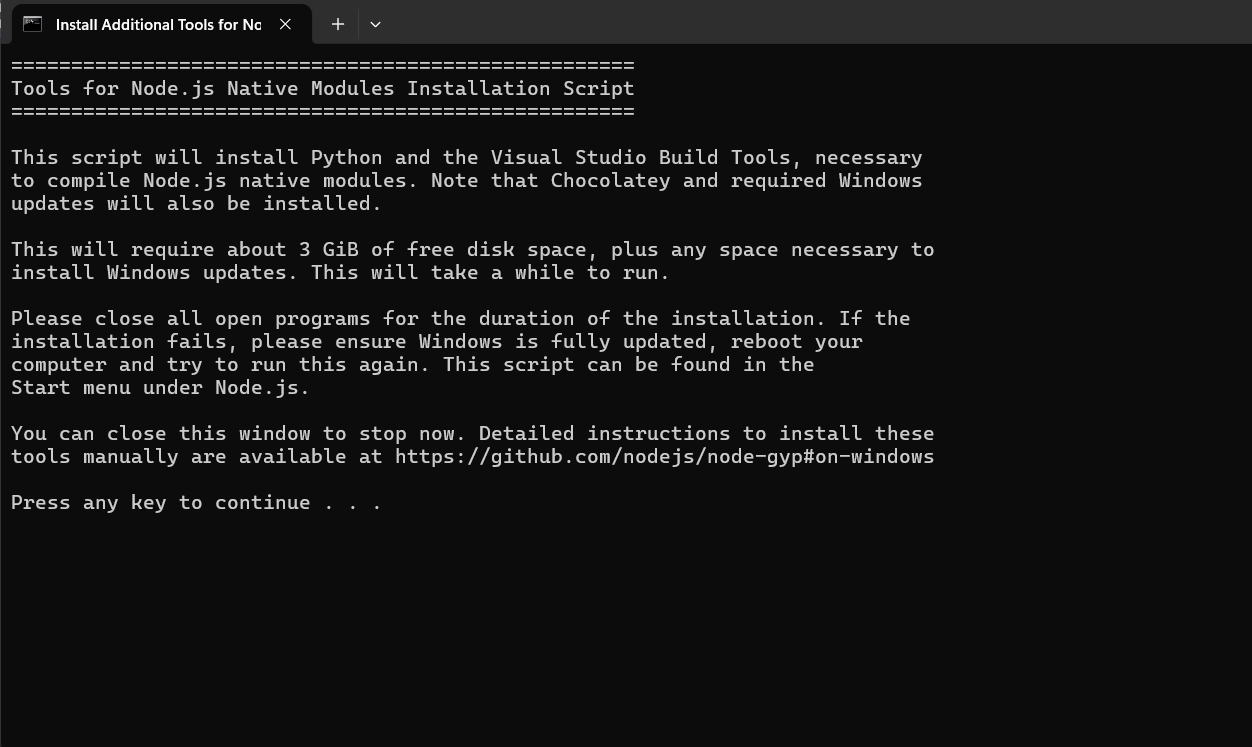 Install Additional Tools for No
====================================================
Tools for Node.js Native Modules Installation Script
====================================================
This script will install Python and the Visual Studio Build Tools, necessary
to compile Node.js native modules. Note that Chocolatey and required Windows
updates will also be installed.
This will require about 3 GiB of free disk space, plus any space necessary to
install Windows updates. This will take a while to run.
Please close all open programs for the duration of the installation. If the
installation fails, please ensure Windows is fully updated, reboot your
computer and try to run this again. This script can be found in the
Start menu under Node.js.
You can close this window to stop now. Detailed instructions to install these
tools manually are available at https://github.com/nodejs/node-gyp#on-windows
Press any key to continue . . .